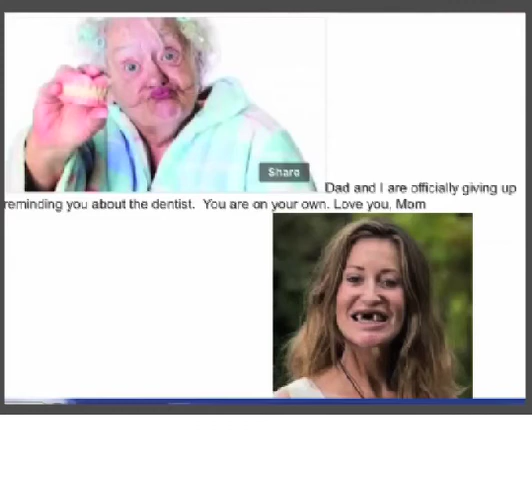 Share
Dad and I are officially giving up
reminding you about the dentist. You are on your own. Love you, Mom